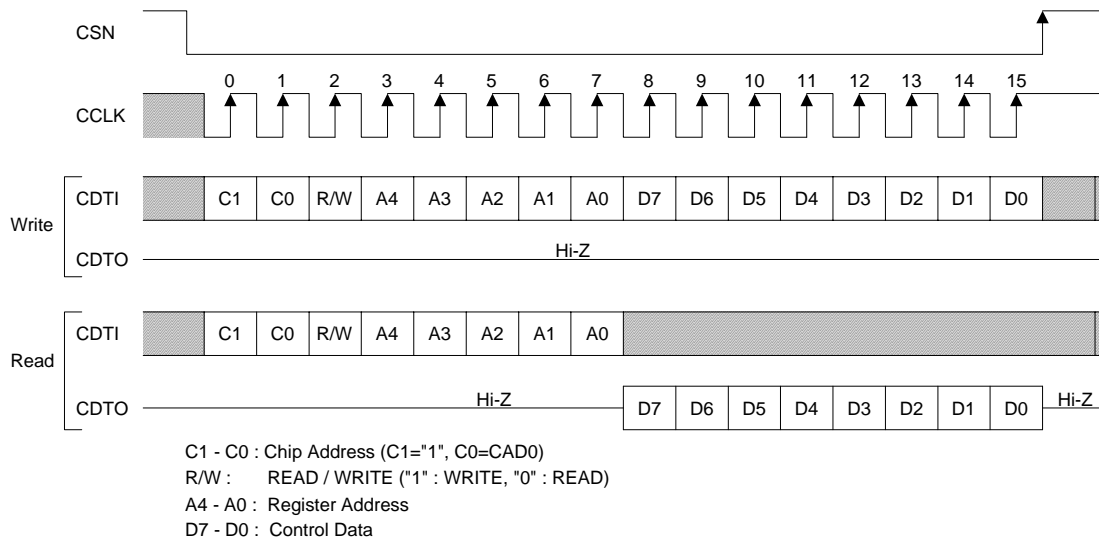 CSN
0 1 2 3 4 5 6 7 8 9 10 11 12 13 14 15
CCLK
Write
CDTI C1 C0 R/W A4 A3 A2 A1 A0 D7 D6 D5 D4 D3 D2 D1 D0
CDTO Hi-Z
Read
CDTI C1 C0 R/W A4 A3 A2 A1 A0
CDTO Hi-Z D7 D6 D5 D4 D3 D2 D1 D0 Hi-Z
C1 - C0 : Chip Address (C1="1", C0=CAD0)
R/W : READ / WRITE ("1" : WRITE, "0" : READ)
A4 - A0 : Register Address
D7 - D0 : Control Data